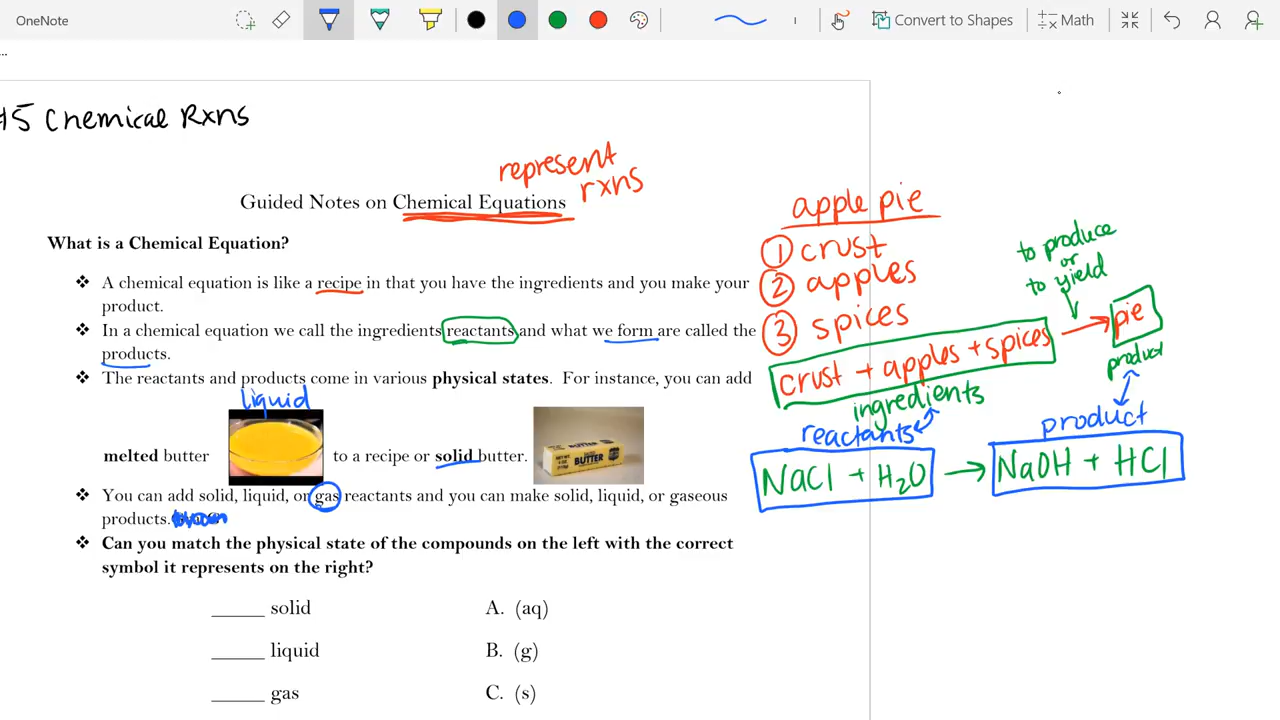 OneNote
Convert to Shapes
Math
...
45 Chemical Rxns
represent
rxns
Guided Notes on Chemical Equations
What is a Chemical Equation?
❖ A chemical equation is like a recipe in that you have the ingredients and you make your
product.
❖ In a chemical equation we call the ingredients reactants and what we form are called the
products.
❖ The reactants and products come in various physical states. For instance, you can add
liquid
melted butter
to a recipe or solid butter.
BUTTER
❖ You can add solid, liquid, or gas reactants and you can make solid, liquid, or gaseous
products.
❖ Can you match the physical state of the compounds on the left with the correct
symbol it represents on the right?
_____ solid A. (aq)
_____ liquid B. (g)
_____ gas C. (s)
apple pie
① crust
② apples
③ spices
to produce
or
to yield
crust + apples + spices → pie
ingredients
product
reactants
product
NaCl + H₂O → NaOH + HCl